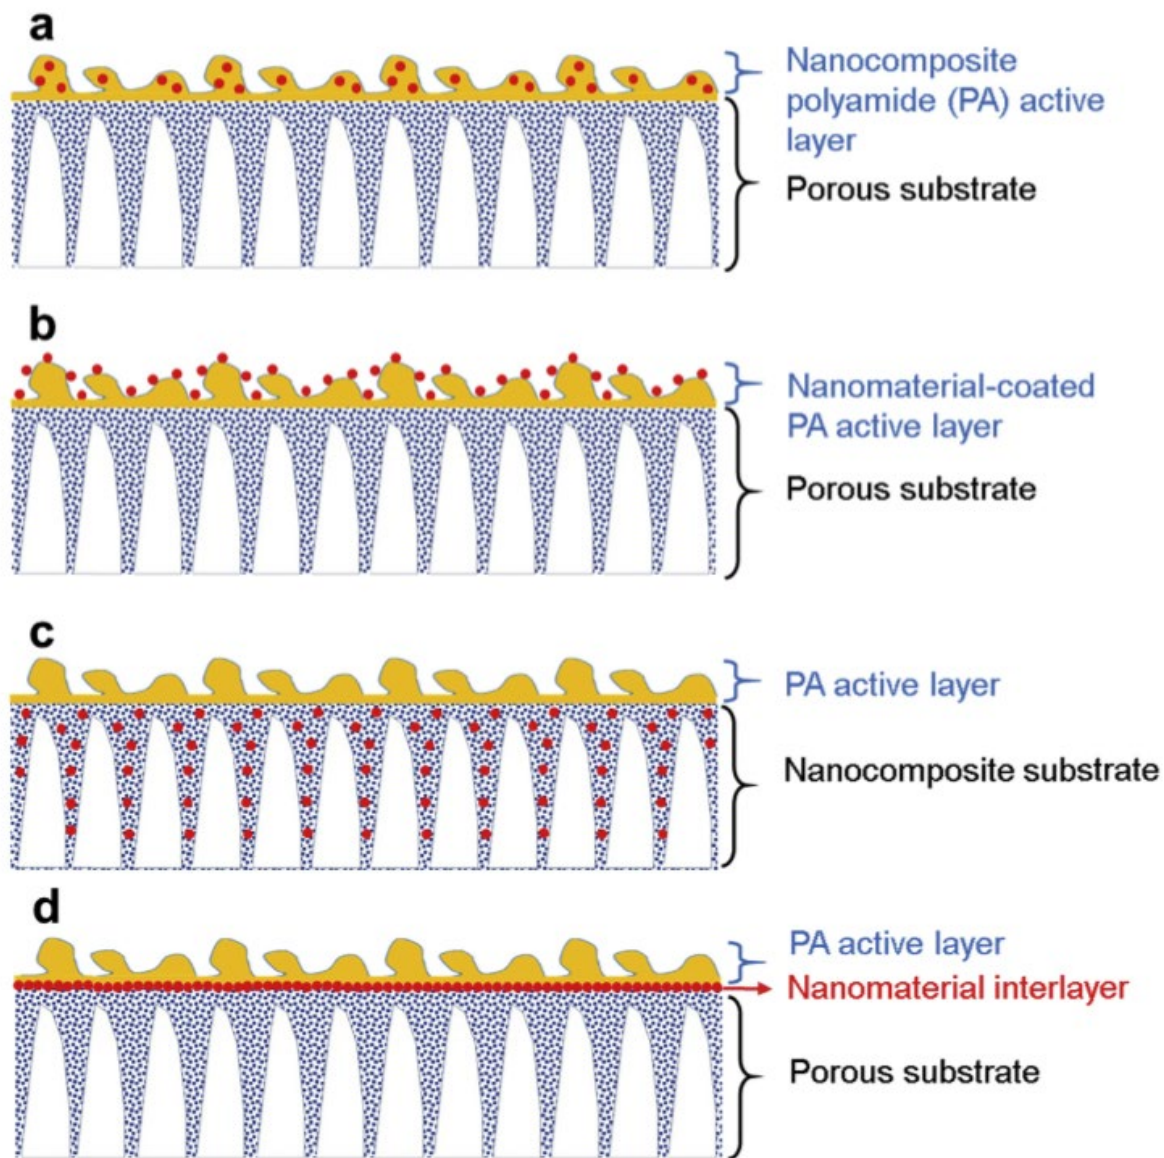 a
Nanocomposite
polyamide (PA) active
layer
Porous substrate
b
Nanomaterial-coated
PA active layer
Porous substrate
c
PA active layer
Nanocomposite substrate
d
PA active layer
Nanomaterial interlayer
Porous substrate